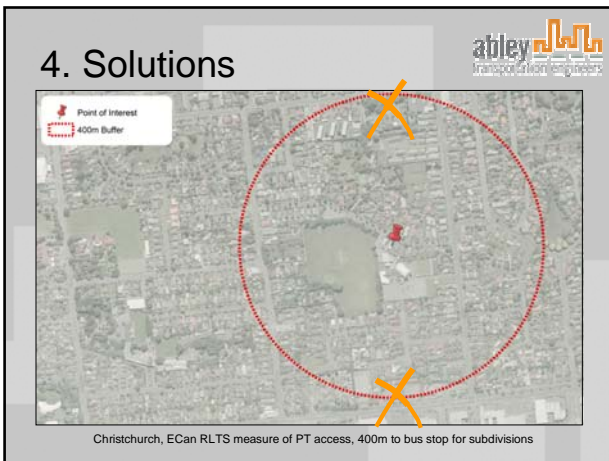 4. Solutions
abley
transportation engineers
Point of Interest
400m Buffer
Christchurch, ECan RLTS measure of PT access, 400m to bus stop for subdivisions